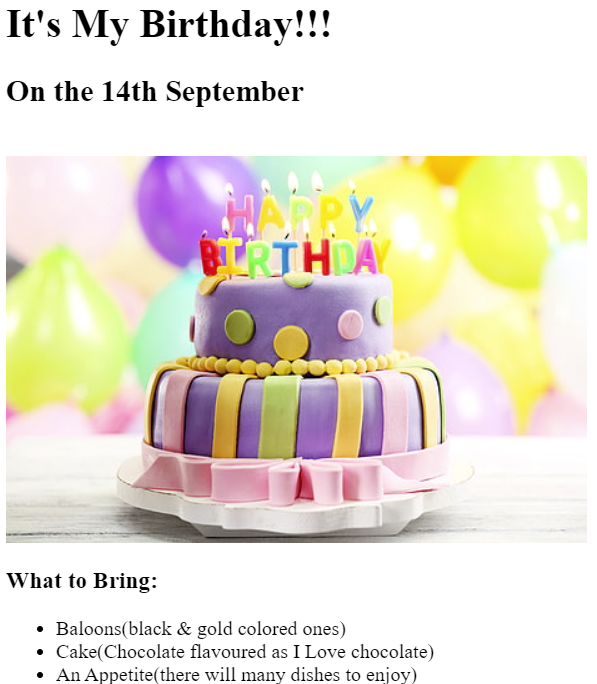 It's My Birthday!!!
On the 14th September
HAPPY
BIRTHDAY
What to Bring:
Baloons(black & gold colored ones)
Cake(Chocolate flavoured as I Love chocolate)
An Appetite(there will many dishes to enjoy)